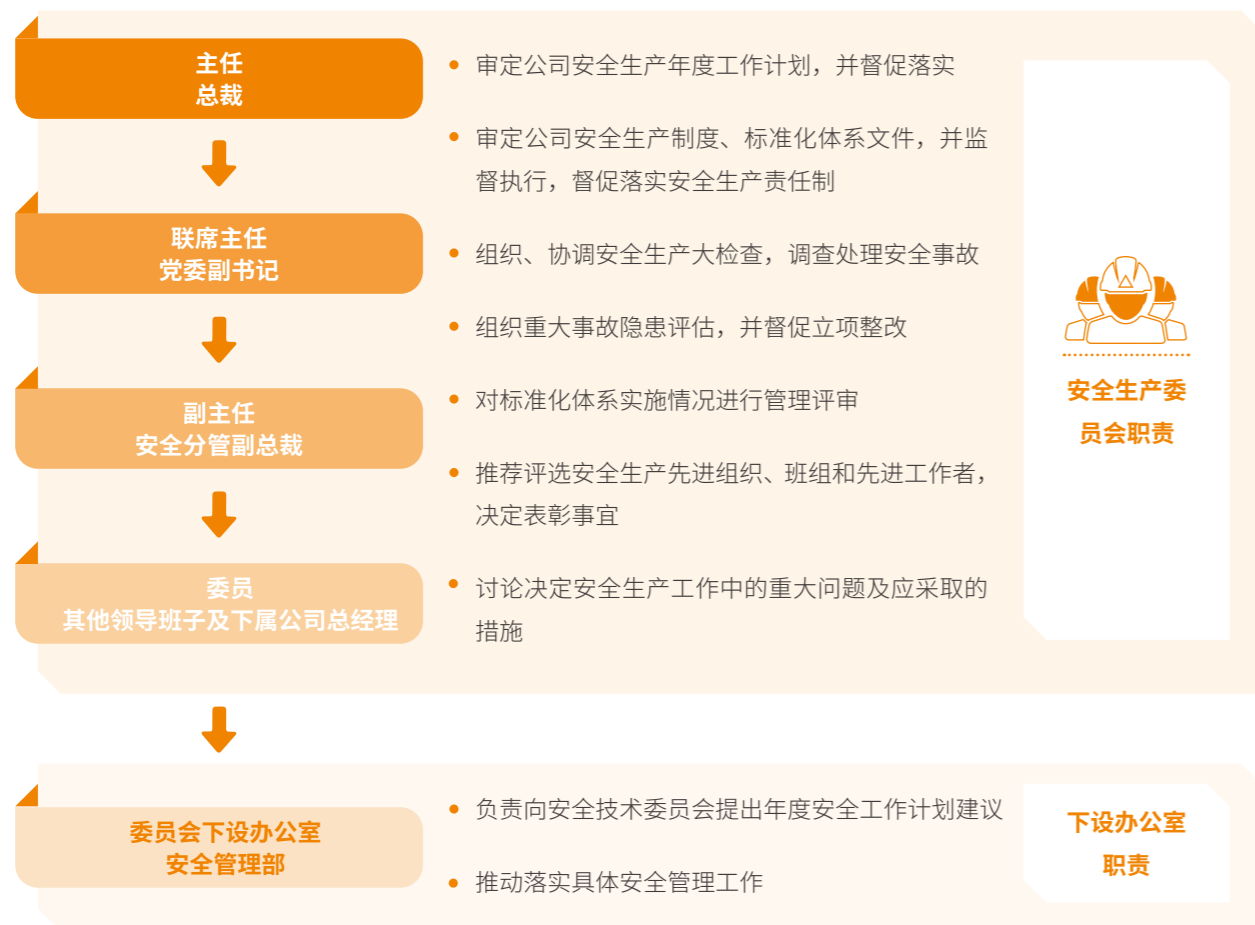 主任
总裁
联席主任
党委副书记
副主任
安全分管副总裁
委员
其他领导班子及下属公司总经理
• 审定公司安全生产年度工作计划，并督促落实
• 审定公司安全生产制度、标准化体系文件，并监
督执行，督促落实安全生产责任制
• 组织、协调安全生产大检查，调查处理安全事故
• 组织重大事故隐患评估，并督促立项整改
• 对标准化体系实施情况进行管理评审
• 推荐评选安全生产先进组织、班组和先进工作者，
决定表彰事宜
• 讨论决定安全生产工作中的重大问题及应采取的
措施
安全生产委
员会职责
委员会下设办公室
安全管理部
• 负责向安全技术委员会提出年度安全工作计划建议
• 推动落实具体安全管理工作
下设办公室
职责